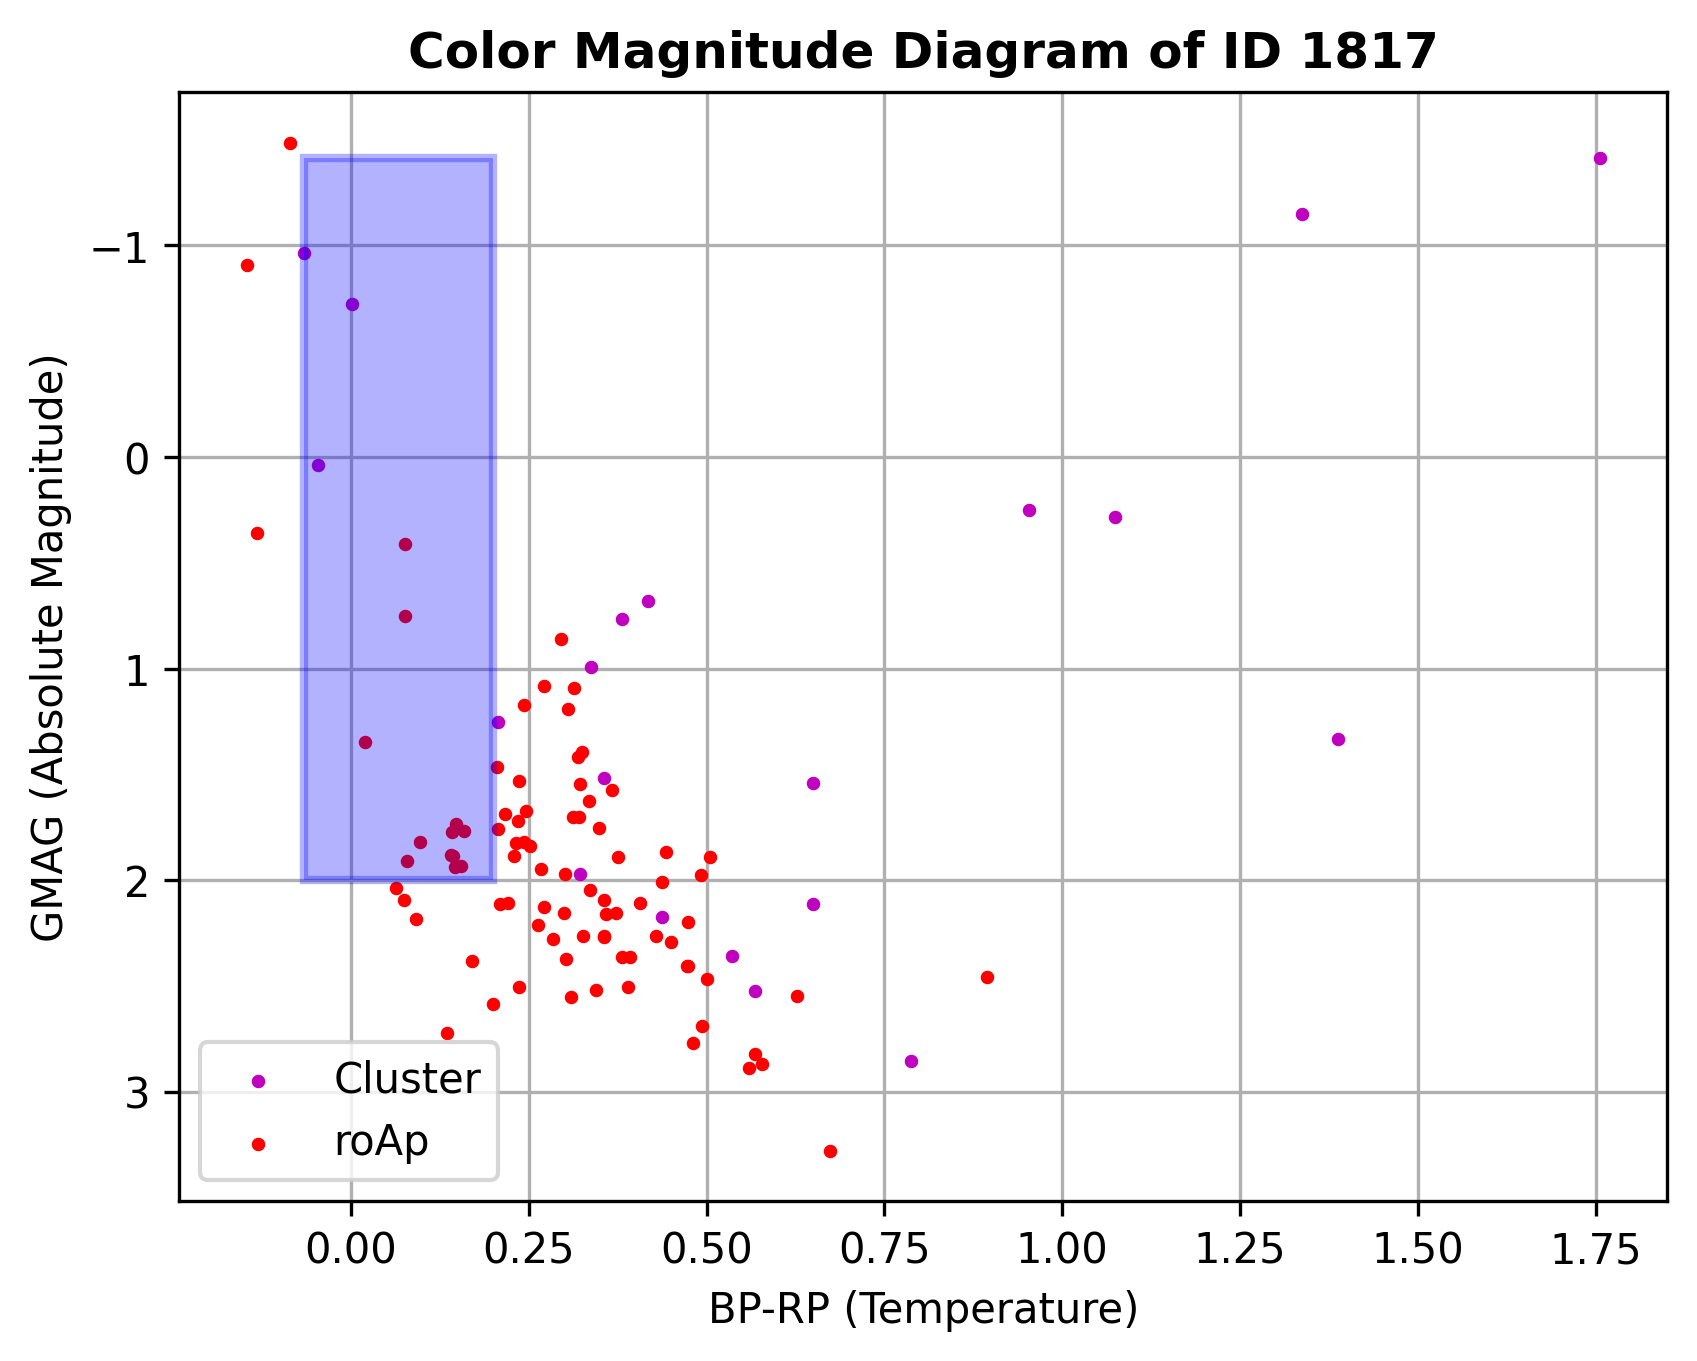 Color Magnitude Diagram of ID 1817
GMAG (Absolute Magnitude)
−1
0
1
2
3
Cluster
roAp
0.00 0.25 0.50 0.75 1.00 1.25 1.50 1.75
BP-RP (Temperature)